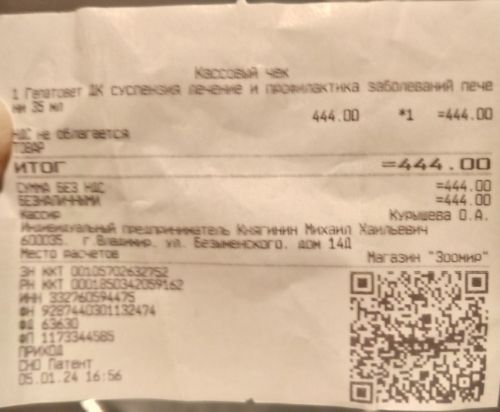 Кассовый чек
1 Гепатовет ДК суспензия лечение и профилактика заболеваний пече
ни 35 мл
444.00 *1 =444.00
НДС не облагается
ТОВАР
ИТОГ =444.00
СУММА БЕЗ НДС =444.00
БЕЗНАЛИЧНЫМИ =444.00
Кассир Курышева О.А.
Индивидуальный предприниматель Княгинин Михаил Хаильевич
600035, г.Владимир, ул. Безыменского, дом 14Д
Место расчетов Магазин "Зоомир"
ЗН ККТ 00105702632752
РН ККТ 0001850342059162
ИНН 332760594475
ФН 9287440301132474
ФД 63630
ФП 1173344585
ПРИХОД
СНО Патент
05.01.24 16:56